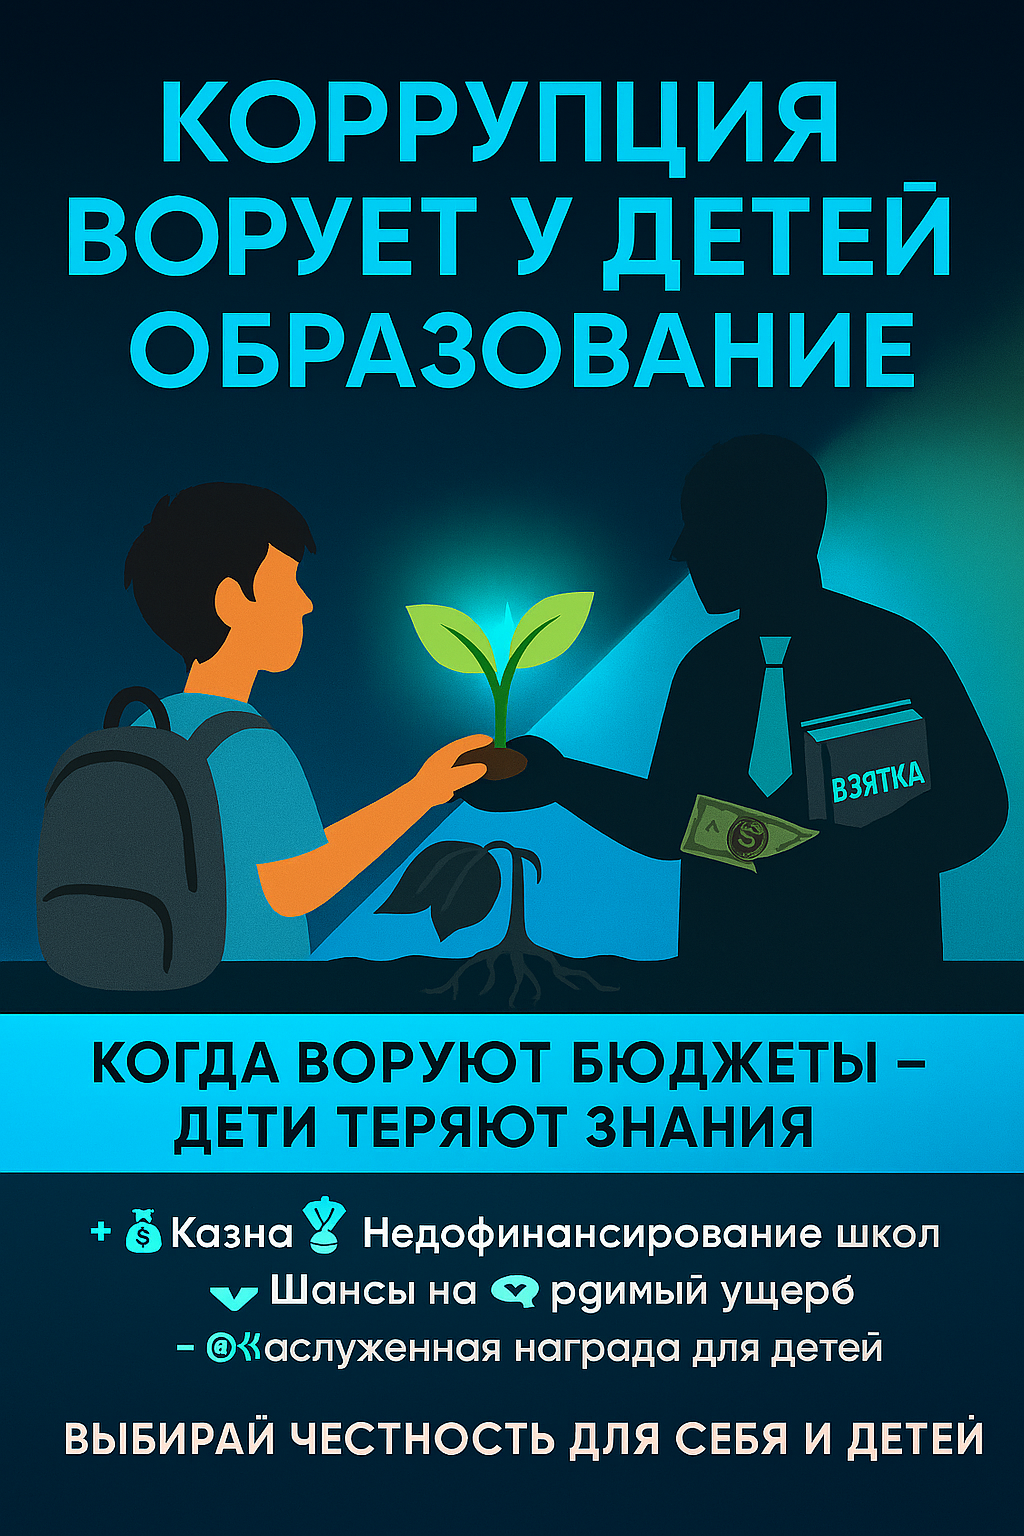 КОРРУПЦИЯ
ВОРУЕТ У ДЕТЕЙ
ОБРАЗОВАНИЕ
ВЗЯТКА
КОГДА ВОРУЮТ БЮДЖЕТЫ –
ДЕТИ ТЕРЯЮТ ЗНАНИЯ
+ Казна Недофинансирование школ
Шансы на рдимый ущерб
– @аслуженная награда для детей
ВЫБИРАЙ ЧЕСТНОСТЬ ДЛЯ СЕБЯ И ДЕТЕЙ